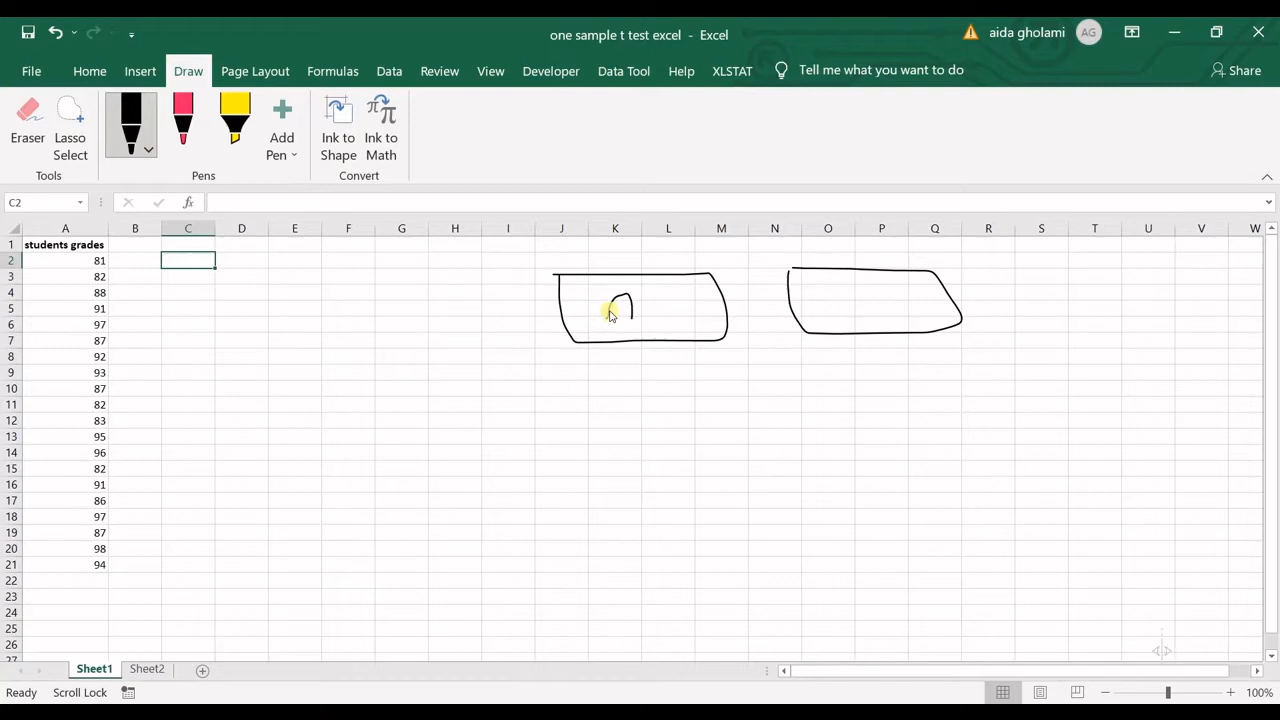 one sample t test excel - Excel
aida gholami AG
File Home Insert Draw Page Layout Formulas Data Review View Developer Data Tool Help XLSTAT Tell me what you want to do Share
Eraser Lasso Select Add Pen Ink to Shape Ink to Math
Tools Pens Convert
C2 fx
A B C D E F G H I J K L M N O P Q R S T U V W
1 students grades
2 81
3 82
4 88
5 91
6 97
7 87
8 92
9 93
10 87
11 82
12 83
13 95
14 96
15 82
16 91
17 86
18 97
19 87
20 98
21 94
22
23
24
25
26
27
Sheet1 Sheet2
Ready Scroll Lock 100%